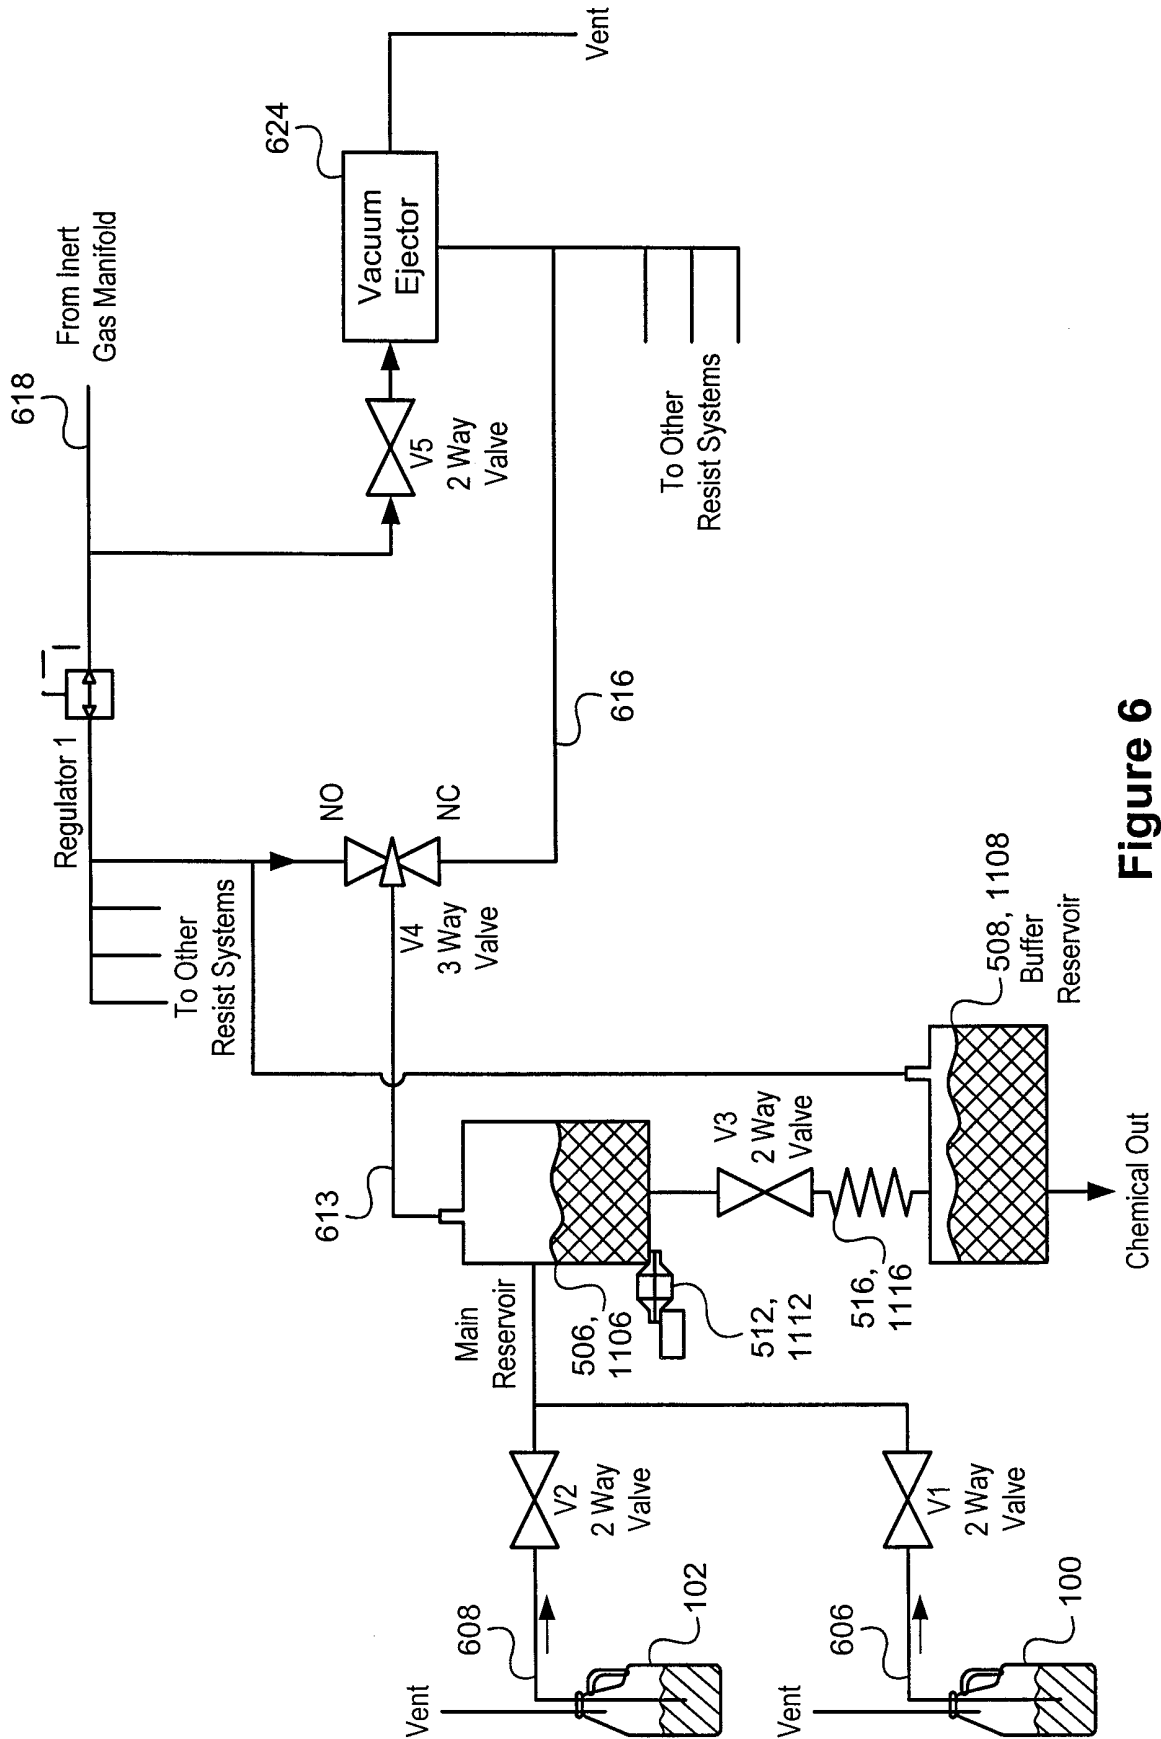 Vent
624
Vacuum
Ejector
From Inert
Gas Manifold
618
V5
2 Way
Valve
To Other
Resist Systems
Regulator 1
616
NO
NC
V4
3 Way
Valve
To Other
Resist Systems
613
Main
Reservoir
506,
1106
512,
1112
V3
2 Way
Valve
516,
1116
508, 1108
Buffer
Reservoir
Chemical Out
V2
2 Way
Valve
V1
2 Way
Valve
608
102
Vent
606
100
Vent
Figure 6